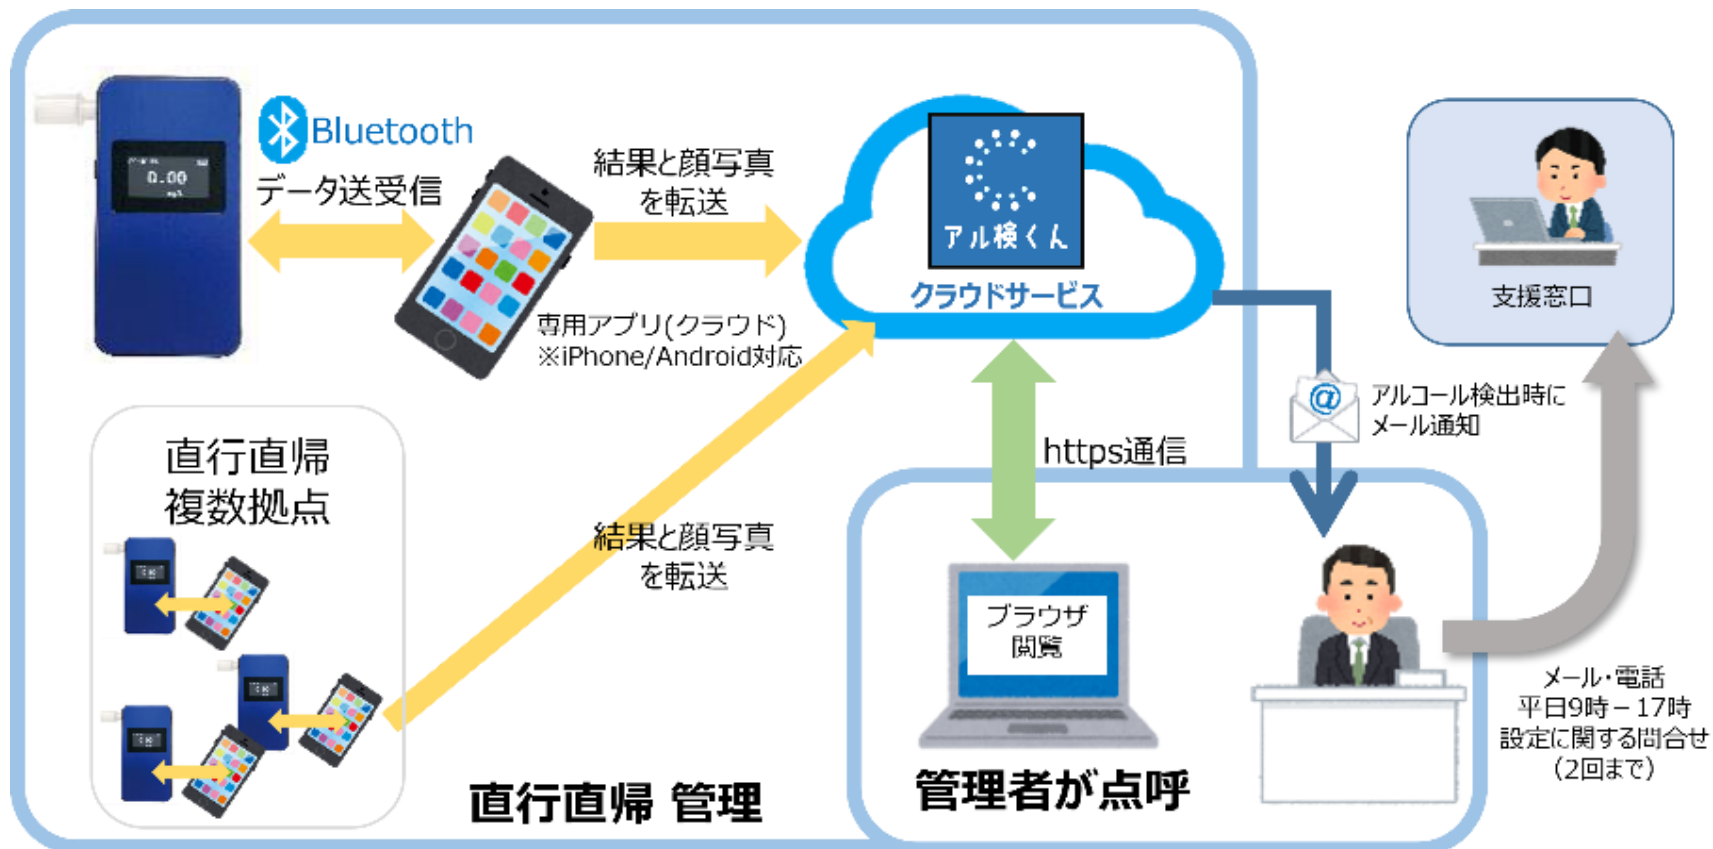 Bluetooth
データ送受信
0.00
結果と顔写真
を転送
専用アプリ(クラウド)
※iPhone/Android対応
アル検くん
クラウドサービス
支援窓口
@
アルコール検出時に
メール通知
https通信
直行直帰
複数拠点
結果と顔写真
を転送
ブラウザ
閲覧
メール・電話
平日9時－17時
設定に関する問合せ
（2回まで）
直行直帰 管理
管理者が点呼